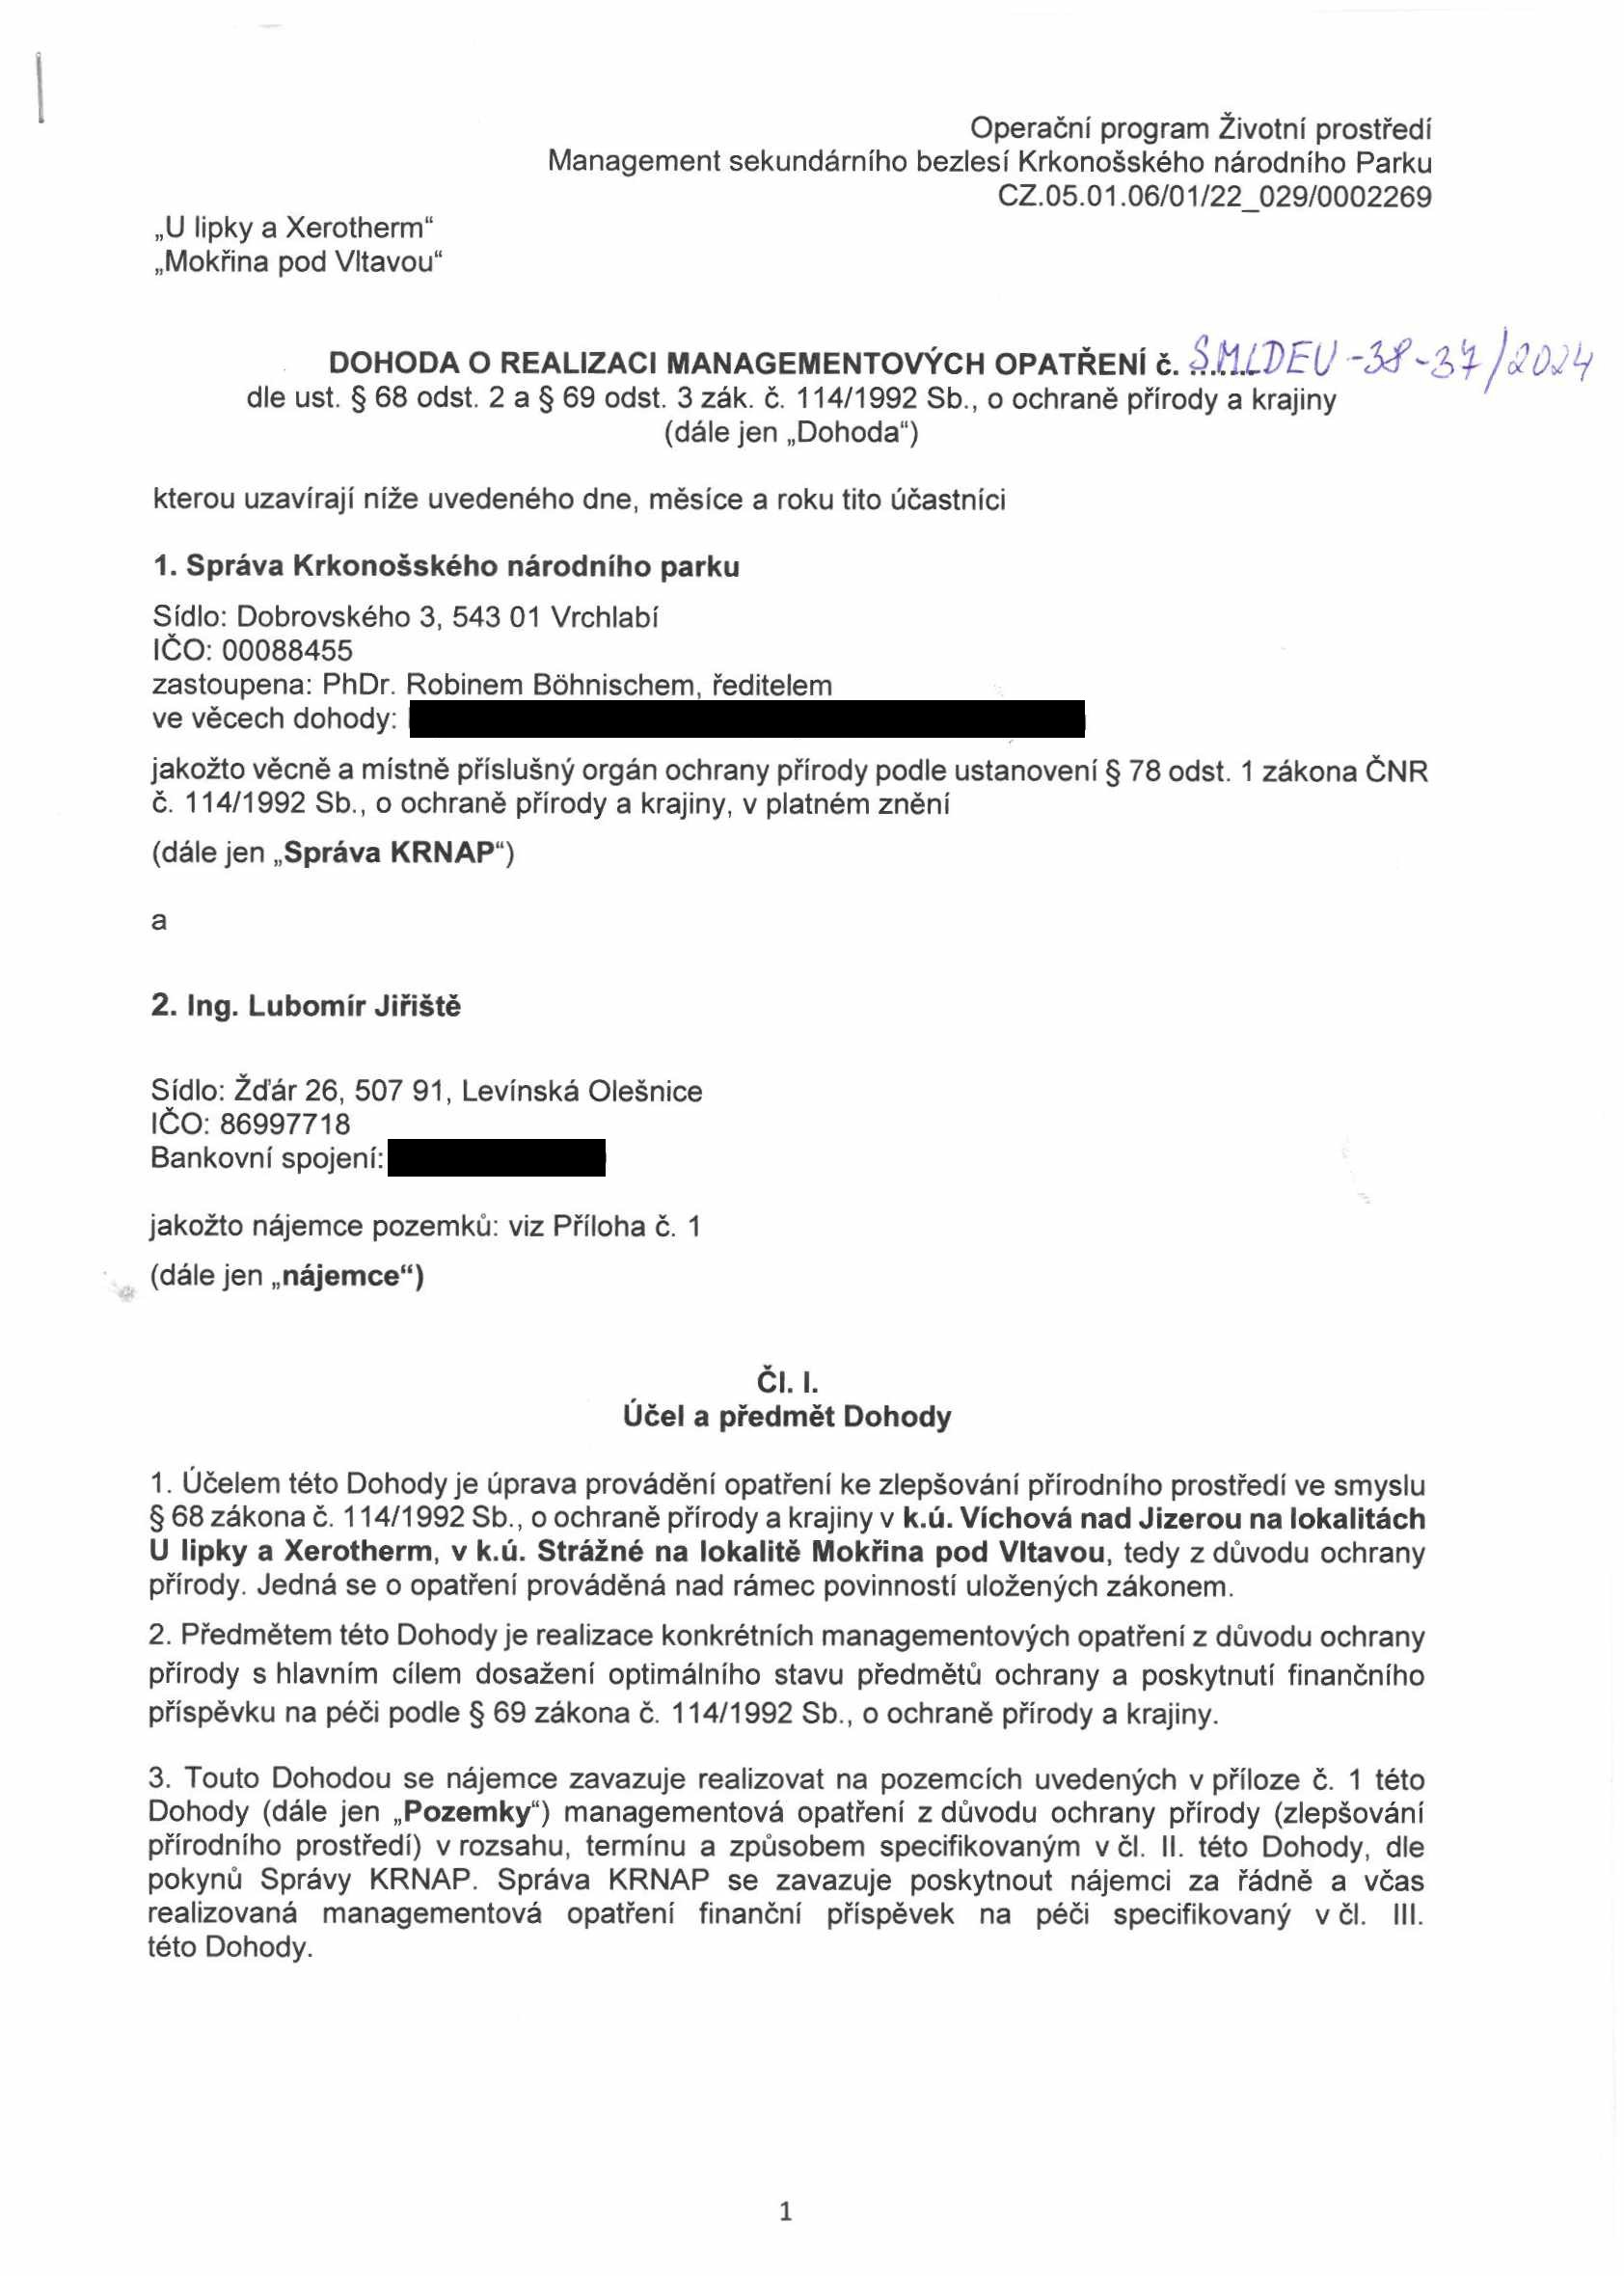 Operační program Životní prostředí
Management sekundárního bezlesí Krkonošského národního Parku
CZ.05.01.06/01/22_029/0002269
„U lipky a Xerotherm“
„Mokřina pod Vltavou“
DOHODA O REALIZACI MANAGEMENTOVÝCH OPATŘENÍ č. SMLDEU-38-37/2024
dle ust. § 68 odst. 2 a § 69 odst. 3 zák. č. 114/1992 Sb., o ochraně přírody a krajiny
(dále jen „Dohoda“)
kterou uzavírají níže uvedeného dne, měsíce a roku tito účastníci
1. Správa Krkonošského národního parku
Sídlo: Dobrovského 3, 543 01 Vrchlabí
IČO: 00088455
zastoupena: PhDr. Robinem Böhnischem, ředitelem
ve věcech dohody:
jakožto věcně a místně příslušný orgán ochrany přírody podle ustanovení § 78 odst. 1 zákona ČNR
č. 114/1992 Sb., o ochraně přírody a krajiny, v platném znění
(dále jen „Správa KRNAP“)
a
2. Ing. Lubomír Jiřiště
Sídlo: Žďár 26, 507 91, Levínská Olešnice
IČO: 86997718
Bankovní spojení:
jakožto nájemce pozemků: viz Příloha č. 1
(dále jen „nájemce“)
Čl. I.
Účel a předmět Dohody
1. Účelem této Dohody je úprava provádění opatření ke zlepšování přírodního prostředí ve smyslu
§ 68 zákona č. 114/1992 Sb., o ochraně přírody a krajiny v k.ú. Víchová nad Jizerou na lokalitách
U lipky a Xerotherm, v k.ú. Strážné na lokalitě Mokřina pod Vltavou, tedy z důvodu ochrany
přírody. Jedná se o opatření prováděná nad rámec povinností uložených zákonem.
2. Předmětem této Dohody je realizace konkrétních managementových opatření z důvodu ochrany
přírody s hlavním cílem dosažení optimálního stavu předmětů ochrany a poskytnutí finančního
příspěvku na péči podle § 69 zákona č. 114/1992 Sb., o ochraně přírody a krajiny.
3. Touto Dohodou se nájemce zavazuje realizovat na pozemcích uvedených v příloze č. 1 této
Dohody (dále jen „Pozemky“) managementová opatření z důvodu ochrany přírody (zlepšování
přírodního prostředí) v rozsahu, termínu a způsobem specifikovaným v čl. II. této Dohody, dle
pokynů Správy KRNAP. Správa KRNAP se zavazuje poskytnout nájemci za řádně a včas
realizovaná managementová opatření finanční příspěvek na péči specifikovaný v čl. III.
této Dohody.
1